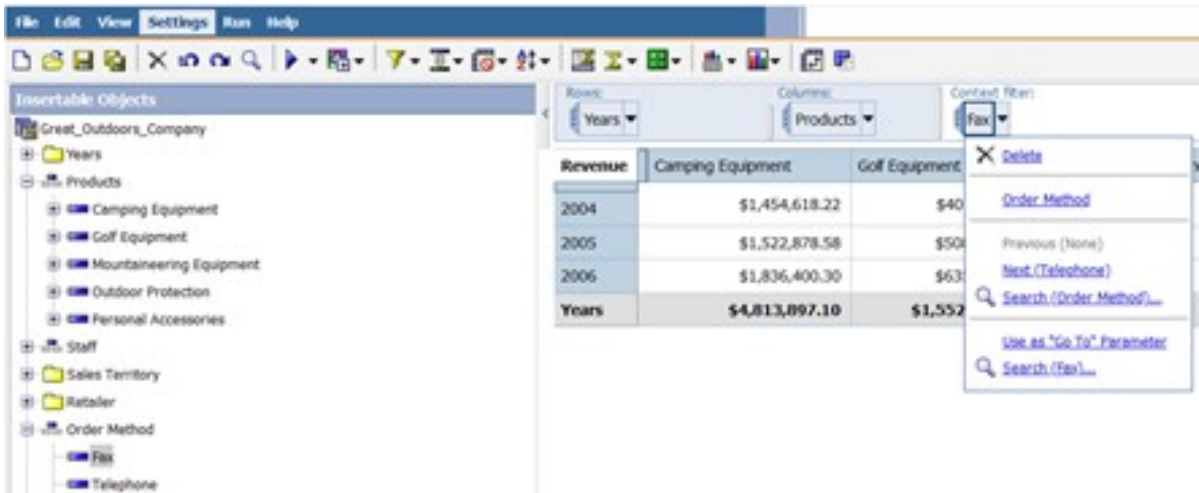 File Edit View Settings Run Help
Insertable Objects
Great_Outdoors_Company
Years
Products
Camping Equipment
Golf Equipment
Mountaineering Equipment
Outdoor Protection
Personal Accessories
Staff
Sales Territory
Retailer
Order Method
Fax
Telephone
Rows: Columns: Context filter:
Years Products Fax
Revenue Camping Equipment Golf Equipment
2004 $1,454,618.22 $40
2005 $1,522,878.58
2006 $1,836,400.30
Years $4,813,897.10 $1,552
Delete
Order Method
Previous (None)
Next (Telephone)
Search (Order Method)...
Use as "Go To" Parameter
Search (Fax)...